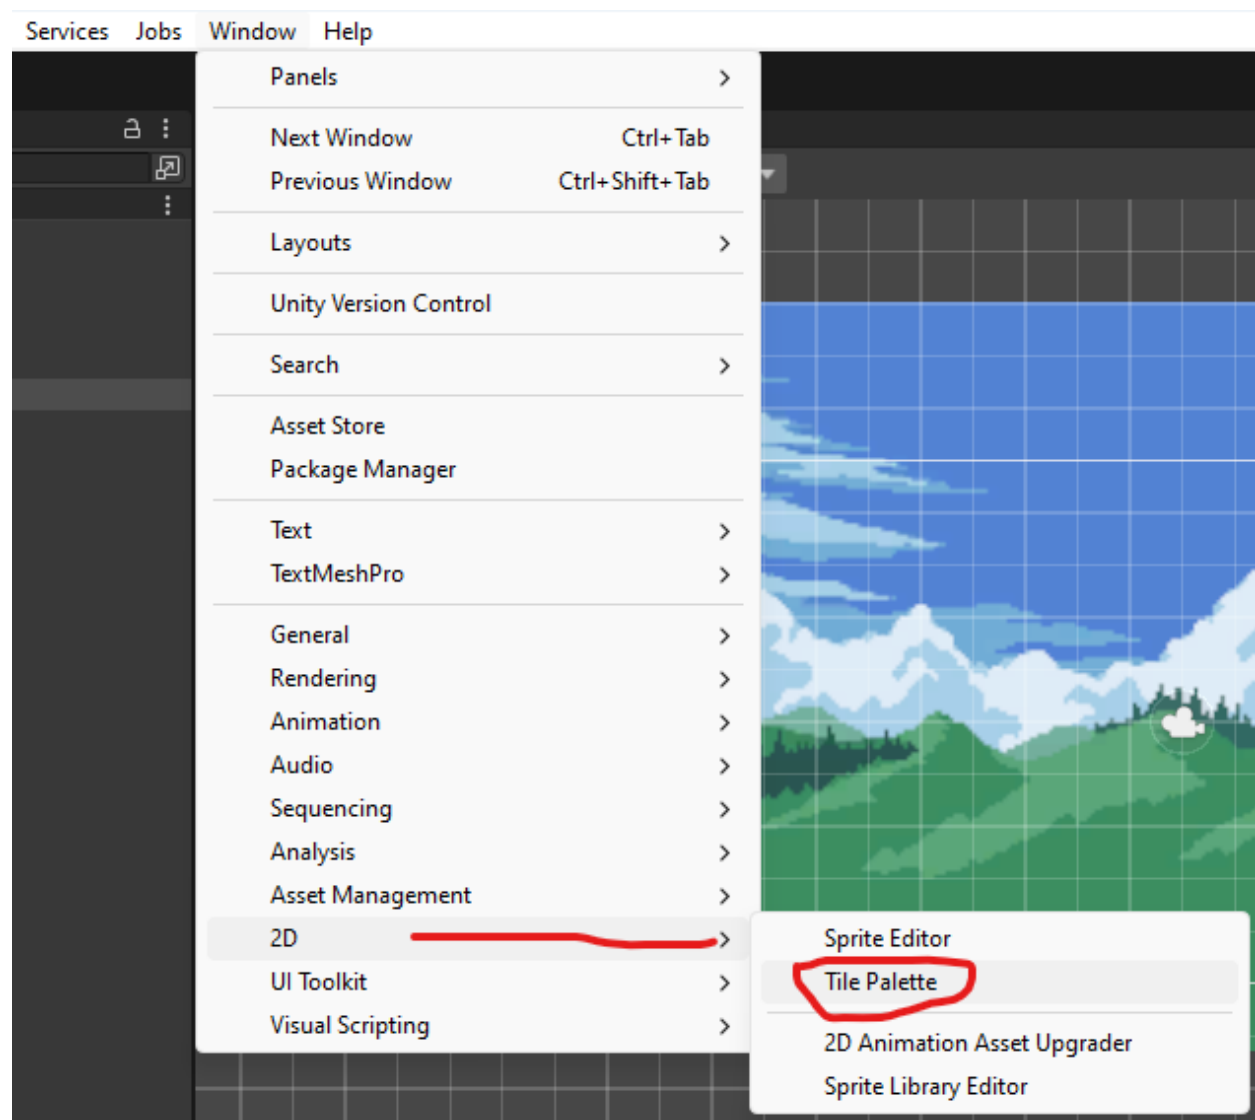 Services Jobs Window Help
Panels
Next Window Ctrl+Tab
Previous Window Ctrl+Shift+Tab
Layouts
Unity Version Control
Search
Asset Store
Package Manager
Text
TextMeshPro
General
Rendering
Animation
Audio
Sequencing
Analysis
Asset Management
2D
UI Toolkit
Visual Scripting
Sprite Editor
Tile Palette
2D Animation Asset Upgrader
Sprite Library Editor